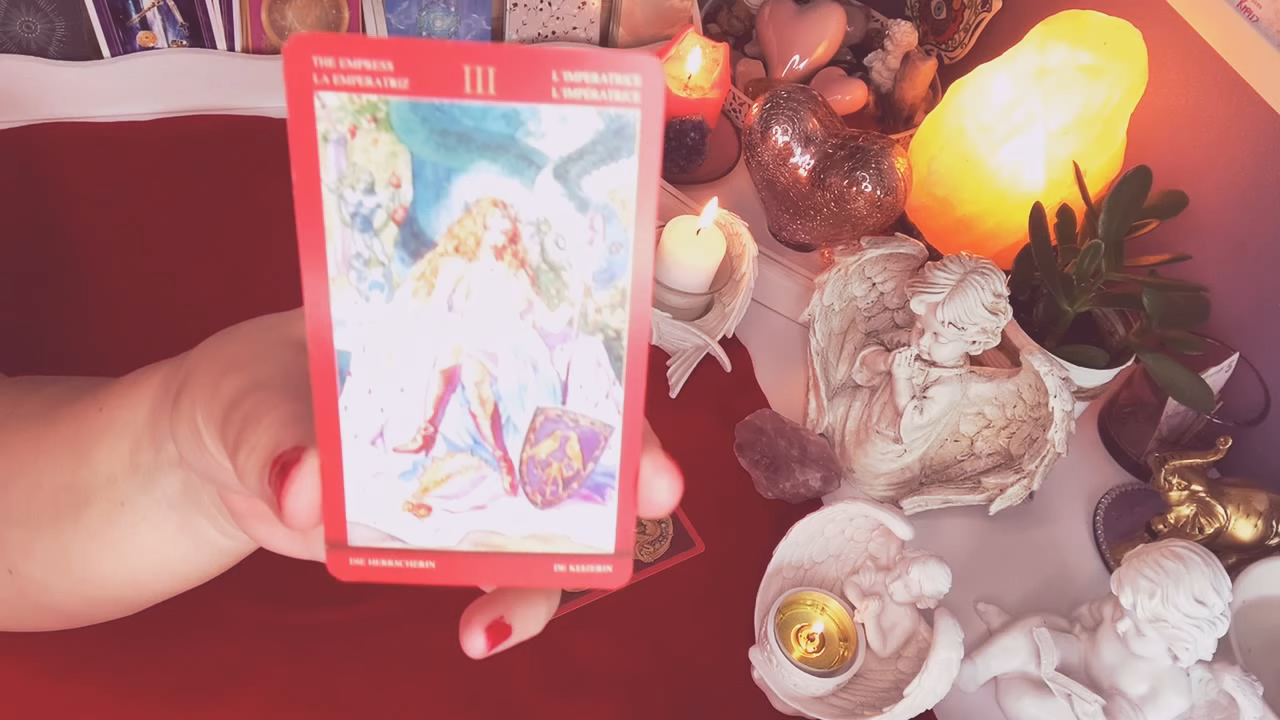 THE EMPRESS
LA EMPERATRIZ
III
L'IMPERATRICE
L'IMPÉRATRICE
DIE HERRSCHERIN
DE KEIZERIN